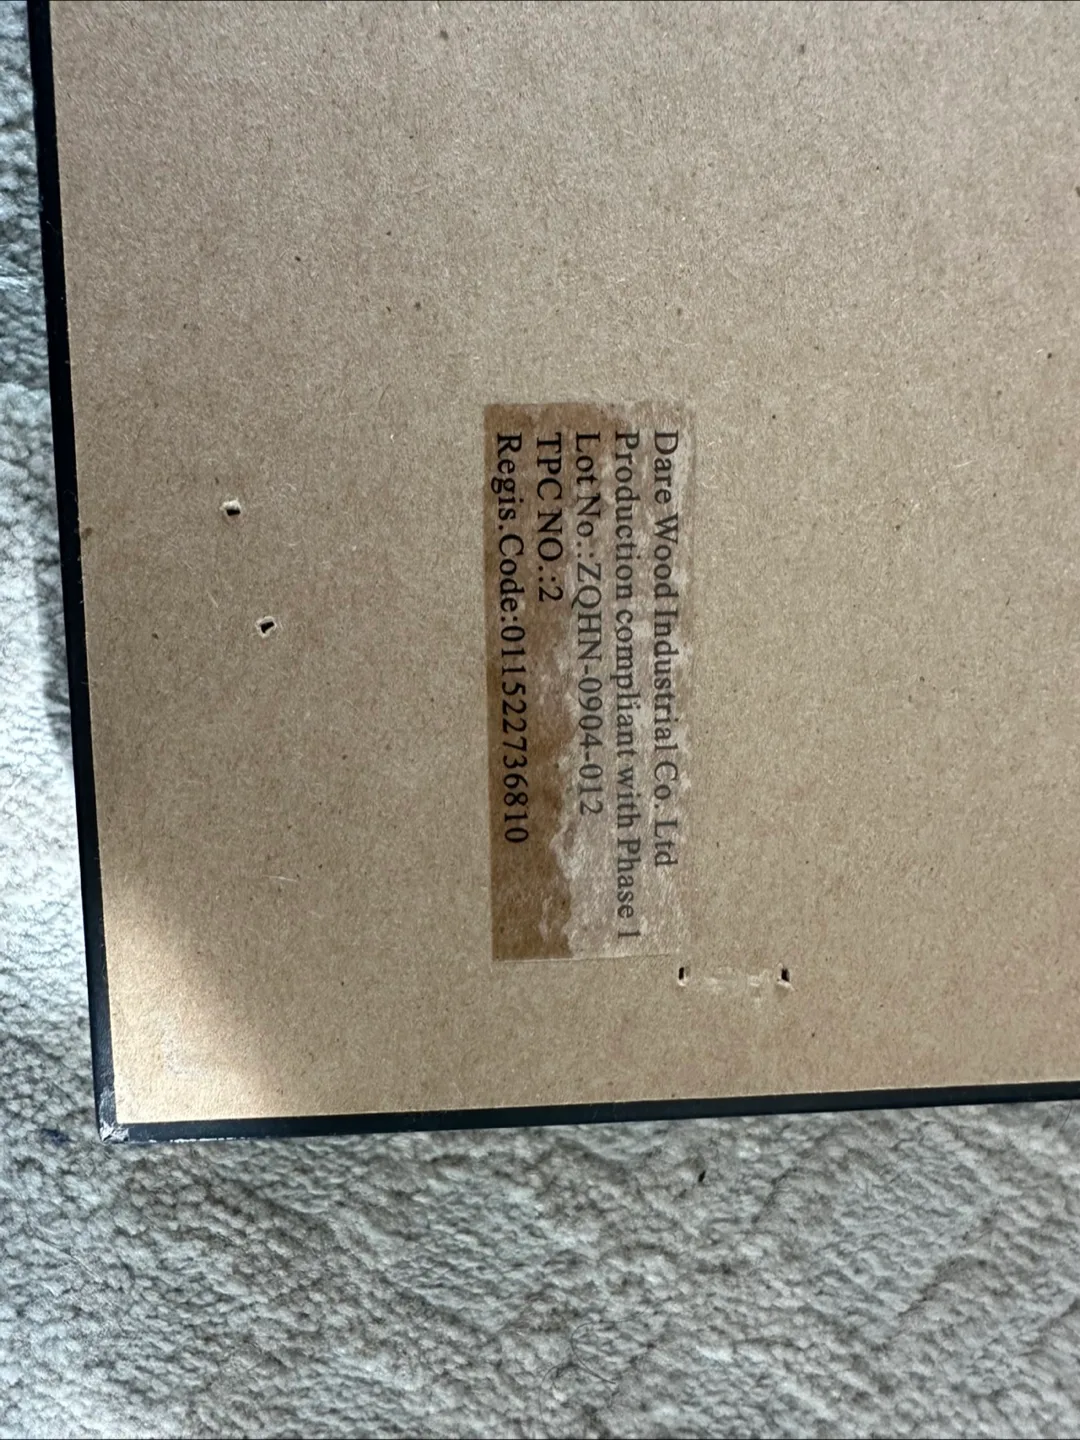 Dare Wood Industrial Co. Ltd
Production compliant with Phase 1
Lot No.:ZQHN-0904-012
TPC NO.:2
Regis.Code:011522736810